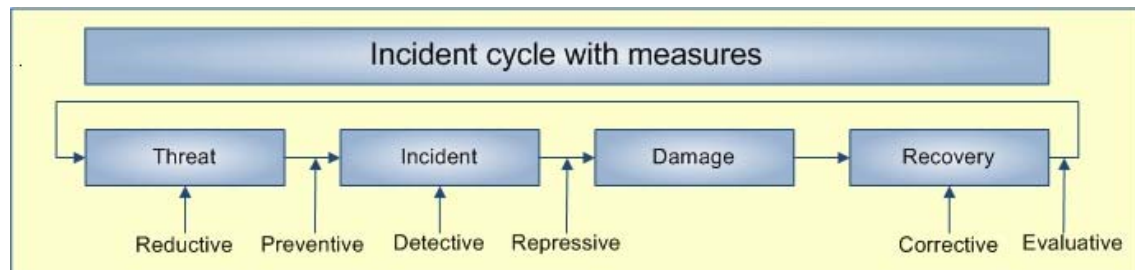 Incident cycle with measures
Threat Incident Damage Recovery
Reductive Preventive Detective Repressive Corrective Evaluative